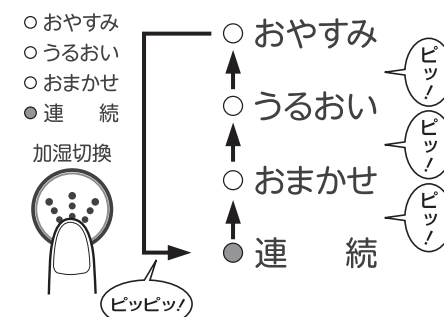 おやすみ
うるおい
おまかせ
連 続
加湿切換
おやすみ
ピッ!
うるおい
ピッ!
おまかせ
ピッ!
連 続
ピッピッ!